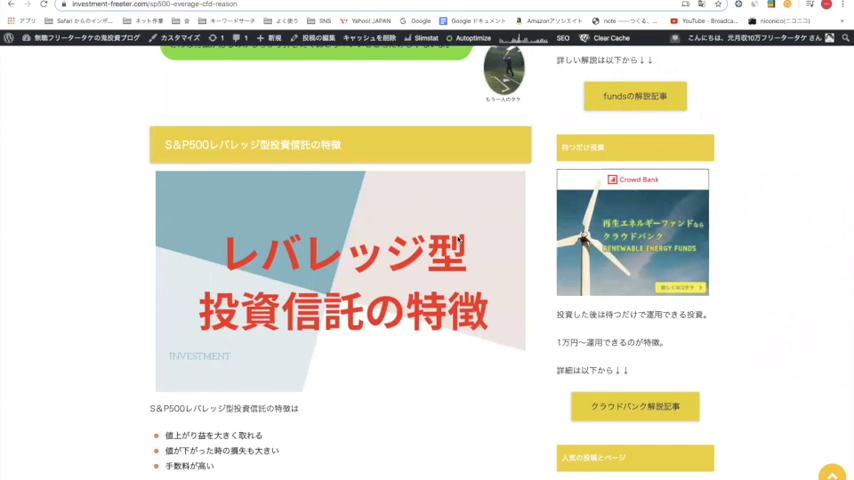 investment-freeter.com/sp500-everage-cfd-reason
アプリ
Safari からのインポ...
ネット作業
食
キーワードサーチ
よく使う
SNS
Yahoo! JAPAN
Google
Google ドキュメント
Amazonアソシエイト
note ――つくる、...
YouTube - Broadca...
niconico(ニコニコ)
無職フリータータケの鬼投資ブログ
カスタマイズ
1
1
新規
投稿の編集
キャッシュを削除
Slimstat
Autoptimize
SEO
Clear Cache
こんにちは、元月収10万フリータータケ さん
もう一人のタケ
S&P500レバレッジ型投資信託の特徴
レバレッジ型
投資信託の特徴
INVESTMENT
S&P500レバレッジ型投資信託の特徴は
値上がり益を大きく取れる
値が下がった時の損失も大きい
手数料が高い
詳しい解説は以下から↓↓
fundsの解説記事
待つだけ投資
Crowd Bank
再生エネルギーファンドなら
クラウドバンク
RENEWABLE ENERGY FUNDS
詳しくはコチラ
投資した後は待つだけで運用できる投資。
1万円〜運用できるのが特徴。
詳細は以下から↓↓
クラウドバンク解説記事
人気の投稿とページ